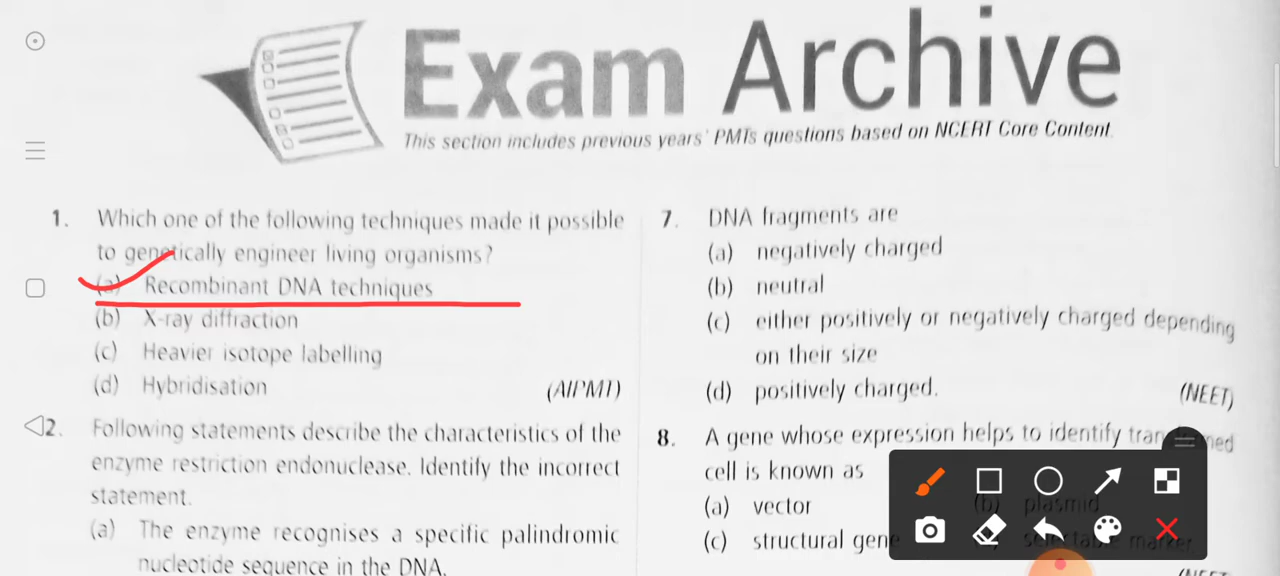 Exam Archive
This section includes previous years' PMTs questions based on NCERT Core Content.
1. Which one of the following techniques made it possible
to genetically engineer living organisms?
(a) Recombinant DNA techniques
(b) X-ray diffraction
(c) Heavier isotope labelling
(d) Hybridisation (AIPMT)
2. Following statements describe the characteristics of the
enzyme restriction endonuclease. Identify the incorrect
statement.
(a) The enzyme recognises a specific palindromic
nucleotide sequence in the DNA.
7. DNA fragments are
(a) negatively charged
(b) neutral
(c) either positively or negatively charged depending
on their size
(d) positively charged. (NEET)
8. A gene whose expression helps to identify
cell is known as
(a) vector (b) plasmid
(c) structural gene selectable marker